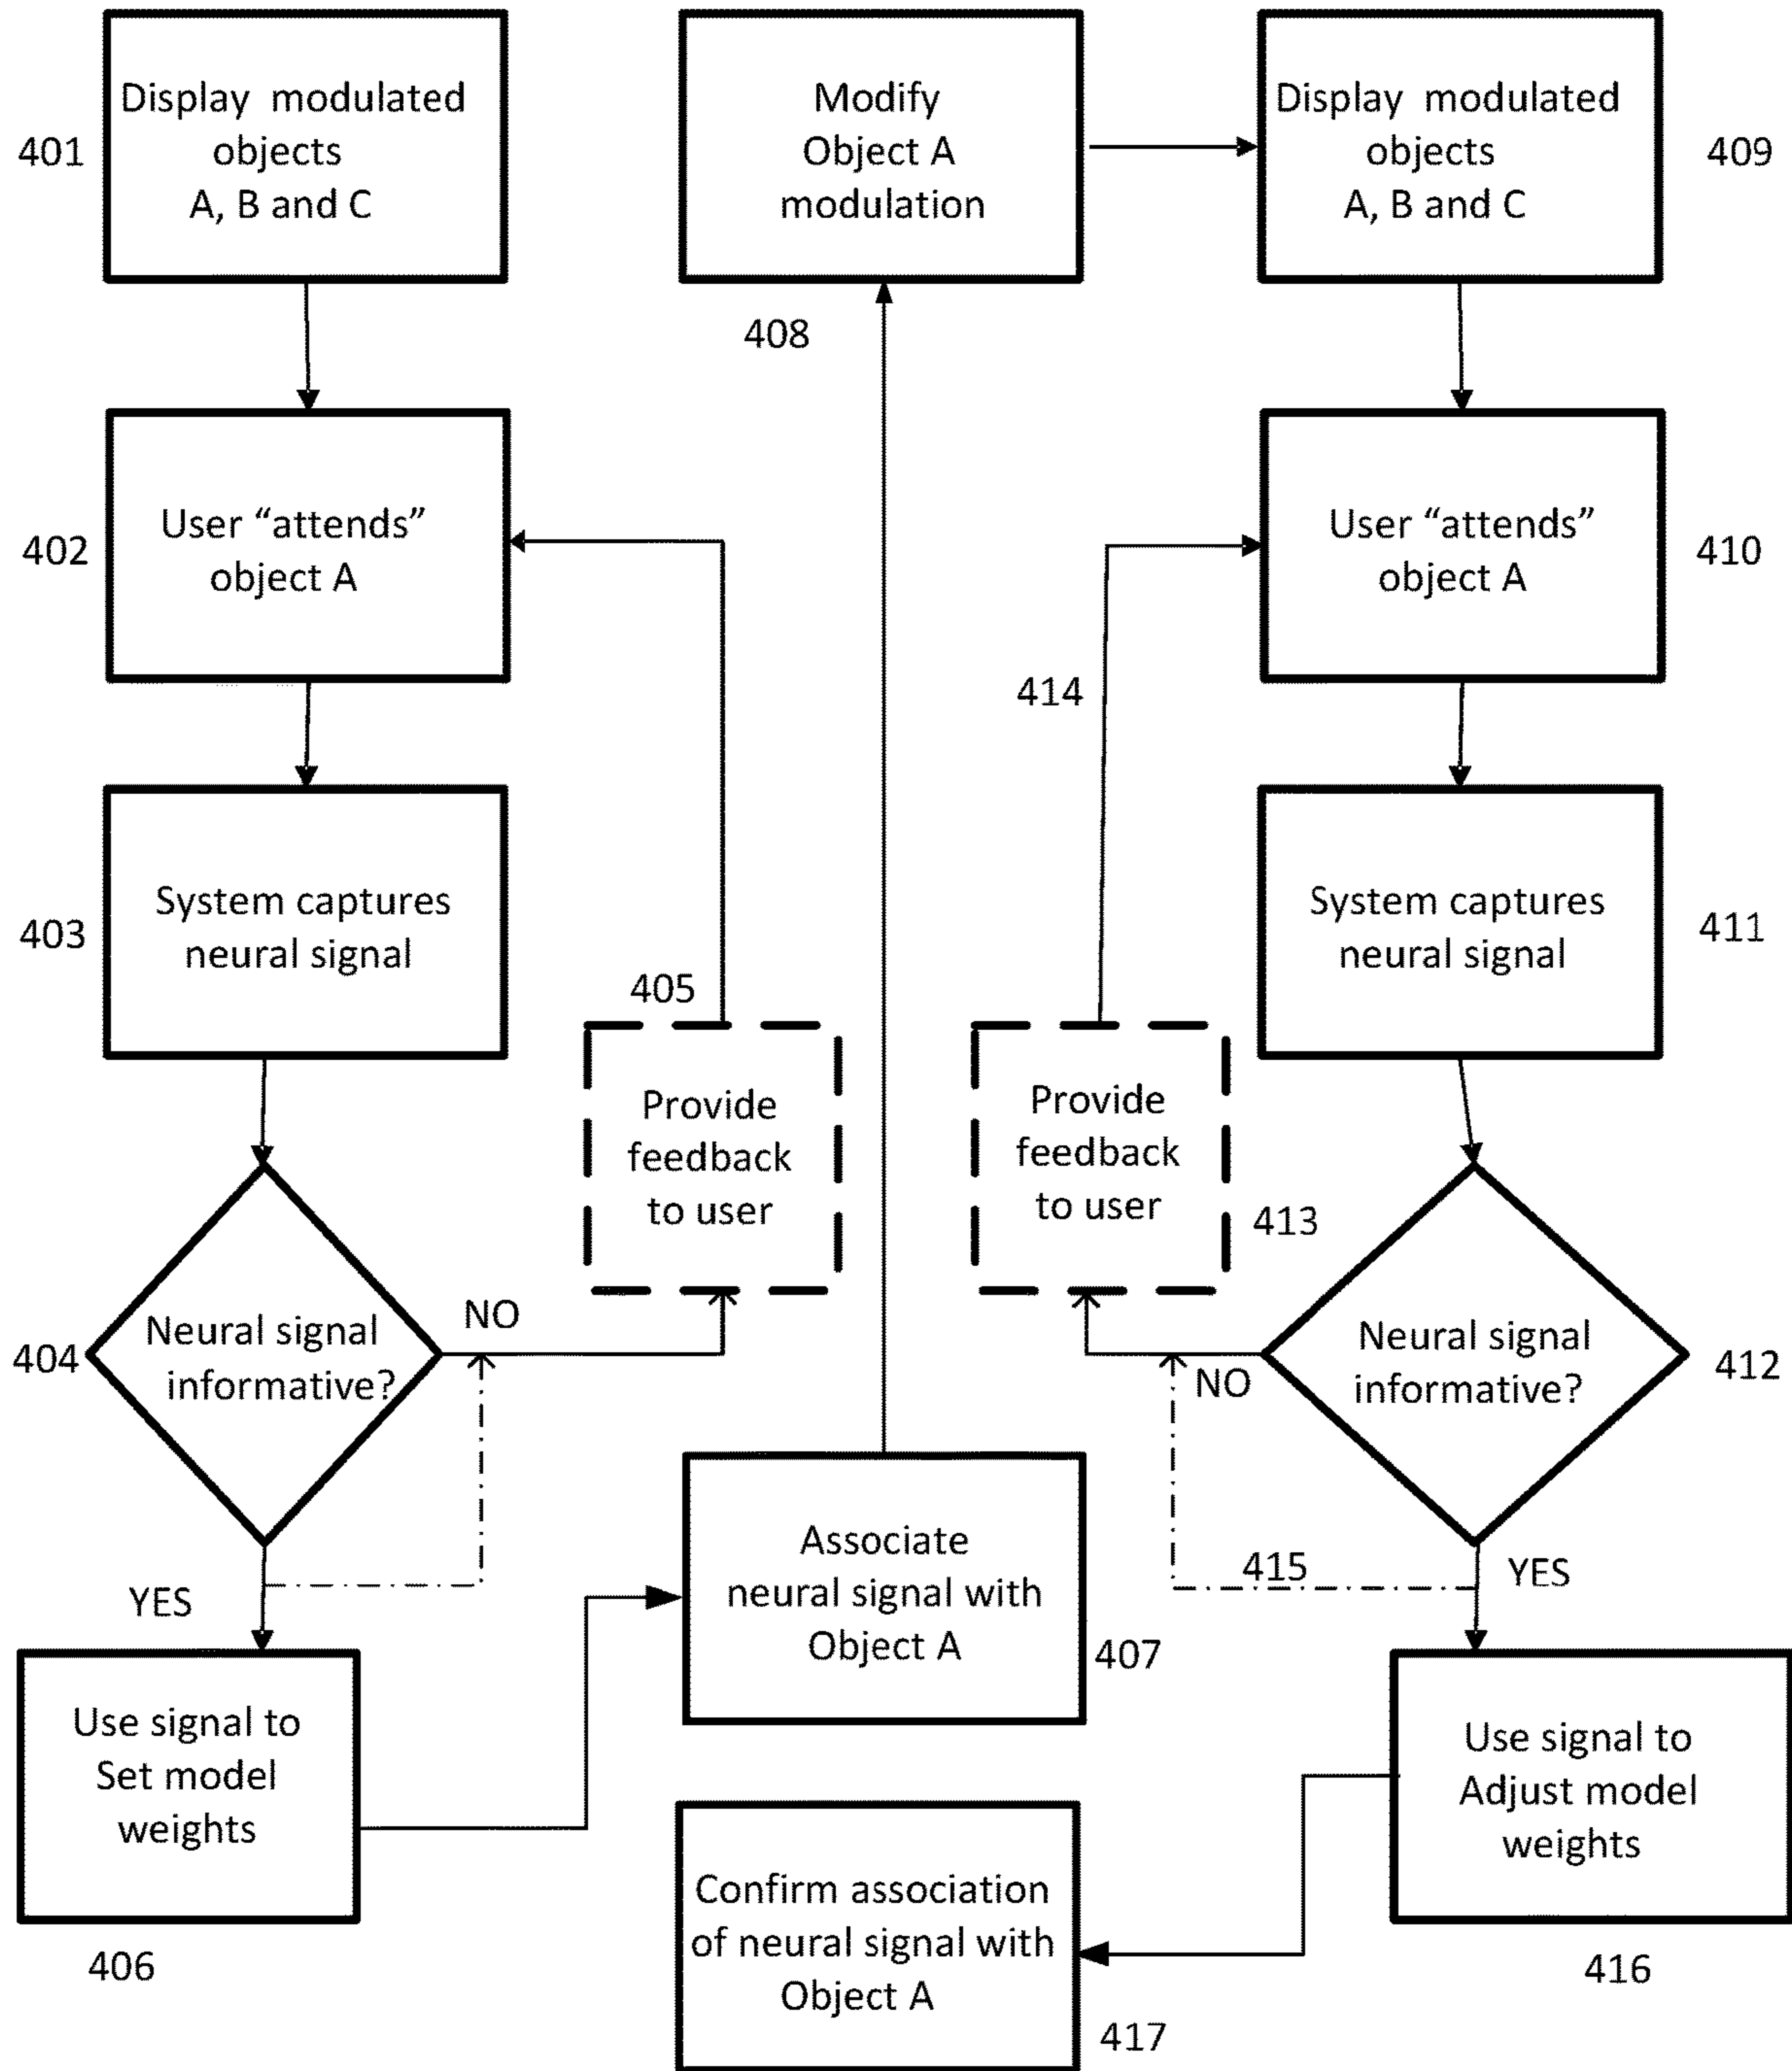 401
Display modulated
objects
A, B and C
402
User “attends”
object A
403
System captures
neural signal
404
Neural signal
informative?
NO
YES
405
Provide
feedback
to user
Use signal to
Set model
weights
406
Associate
neural signal with
Object A
407
Modify
Object A
modulation
408
Display modulated
objects
A, B and C
409
User “attends”
object A
410
414
System captures
neural signal
411
Neural signal
informative?
412
NO
YES
415
Provide
feedback
to user
413
Use signal to
Adjust model
weights
416
Confirm association
of neural signal with
Object A
417